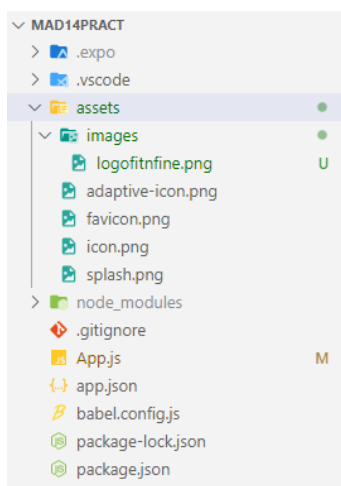 MAD14PRACT
.expo
.vscode
assets
images
logofitnfine.png U
adaptive-icon.png
favicon.png
icon.png
splash.png
node_modules
.gitignore
JS App.js M
{..} app.json
babel.config.js
package-lock.json
package.json